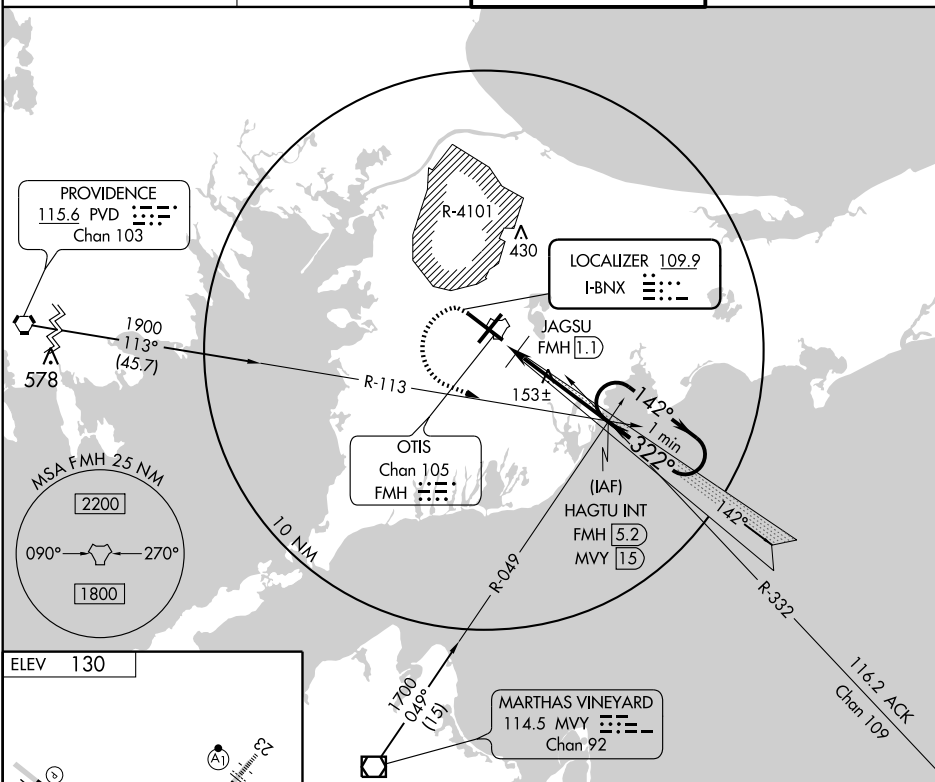 PROVIDENCE
115.6 PVD
Chan 103
578
1900
113°
(45.7)
R-113
R-4101
430
LOCALIZER 109.9
I-BNX
JAGSU
FMH 1.1
153±
OTIS
Chan 105
FMH
142°
1 min
322°
(IAF)
HAGTU INT
FMH 5.2
MVY 15
142°
MSA FMH 25 NM
2200
090°
270°
1800
10 NM
R-049
R-332
116.2 ACK
Chan 109
1700
049°
(15)
MARTHAS VINEYARD
114.5 MVY
Chan 92
ELEV 130
A1
23
P